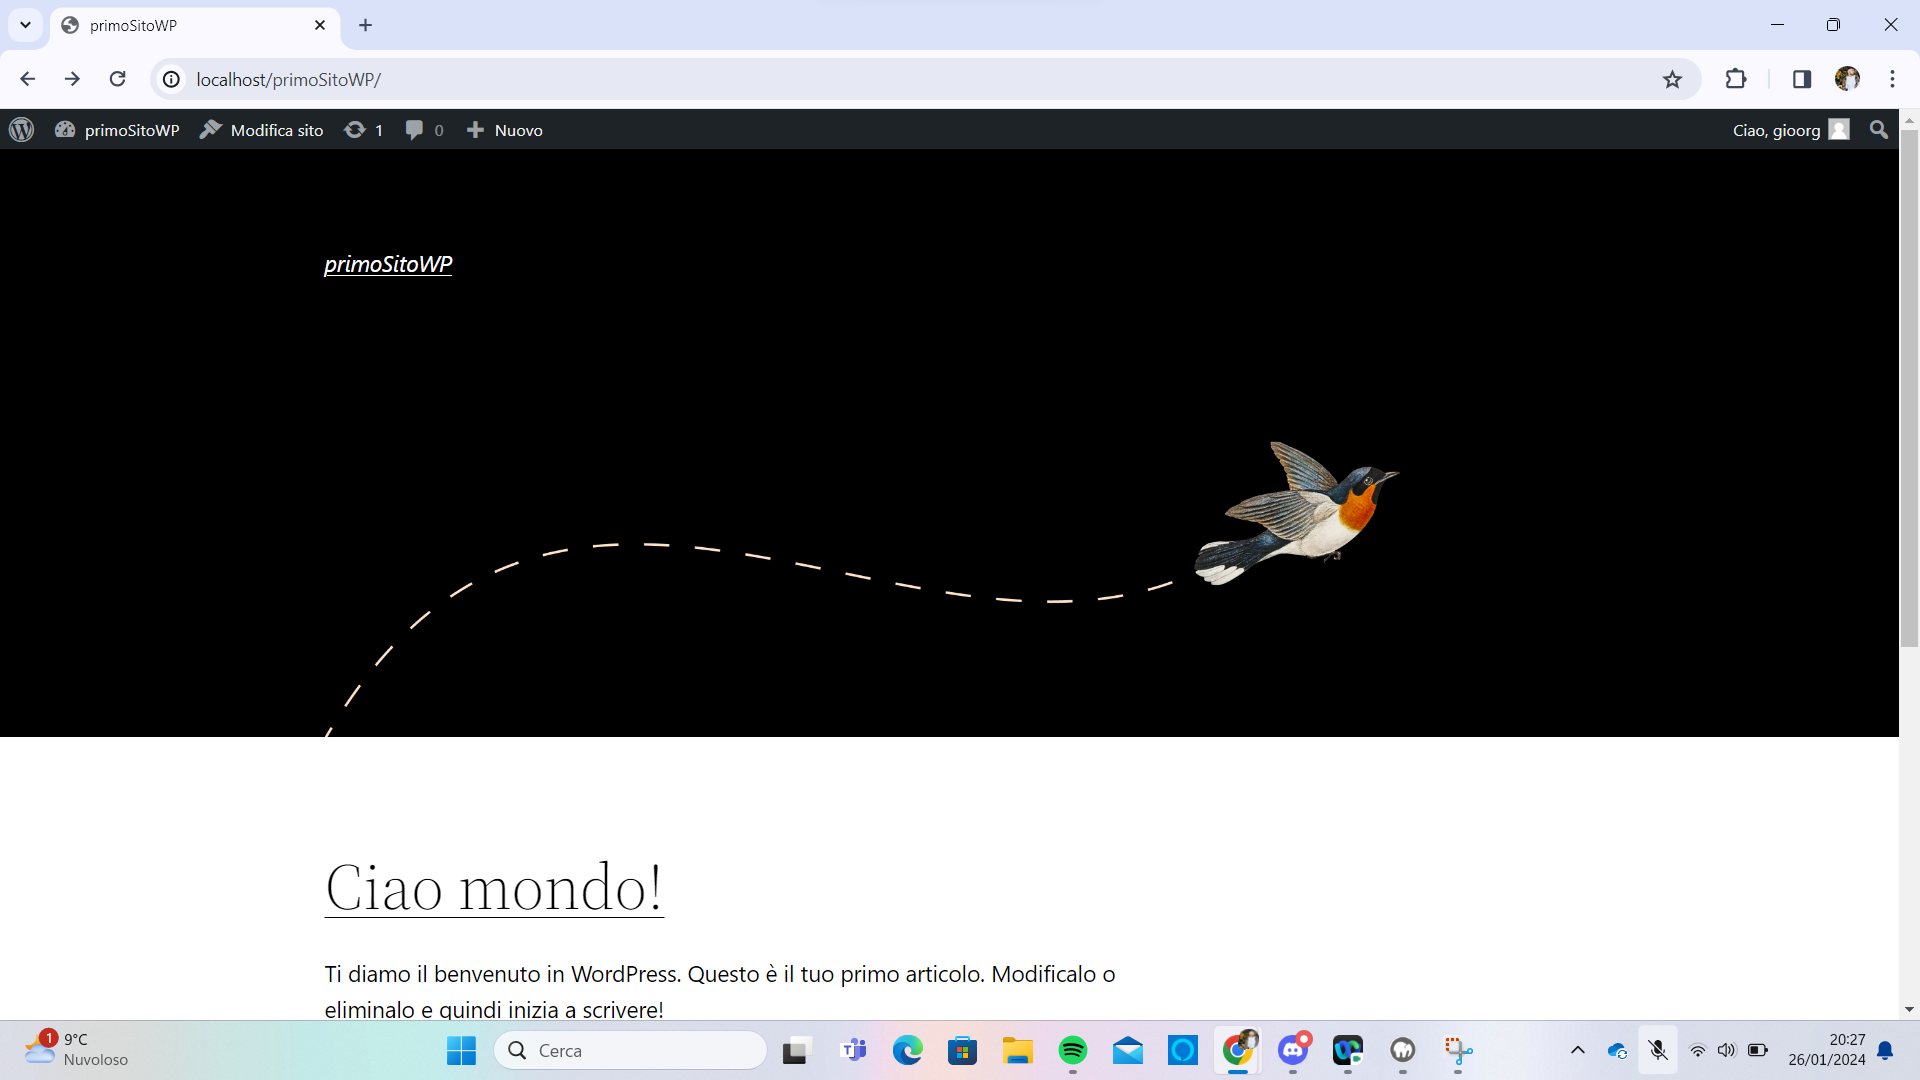 primoSitoWP
localhost/primoSitoWP/
primoSitoWP
Modifica sito
1
0
Nuovo
Ciao, gioorg
primoSitoWP
Ciao mondo!
Ti diamo il benvenuto in WordPress. Questo è il tuo primo articolo. Modificalo o
eliminalo e quindi inizia a scrivere!
1
9°C
Nuvoloso
Cerca
20:27
26/01/2024